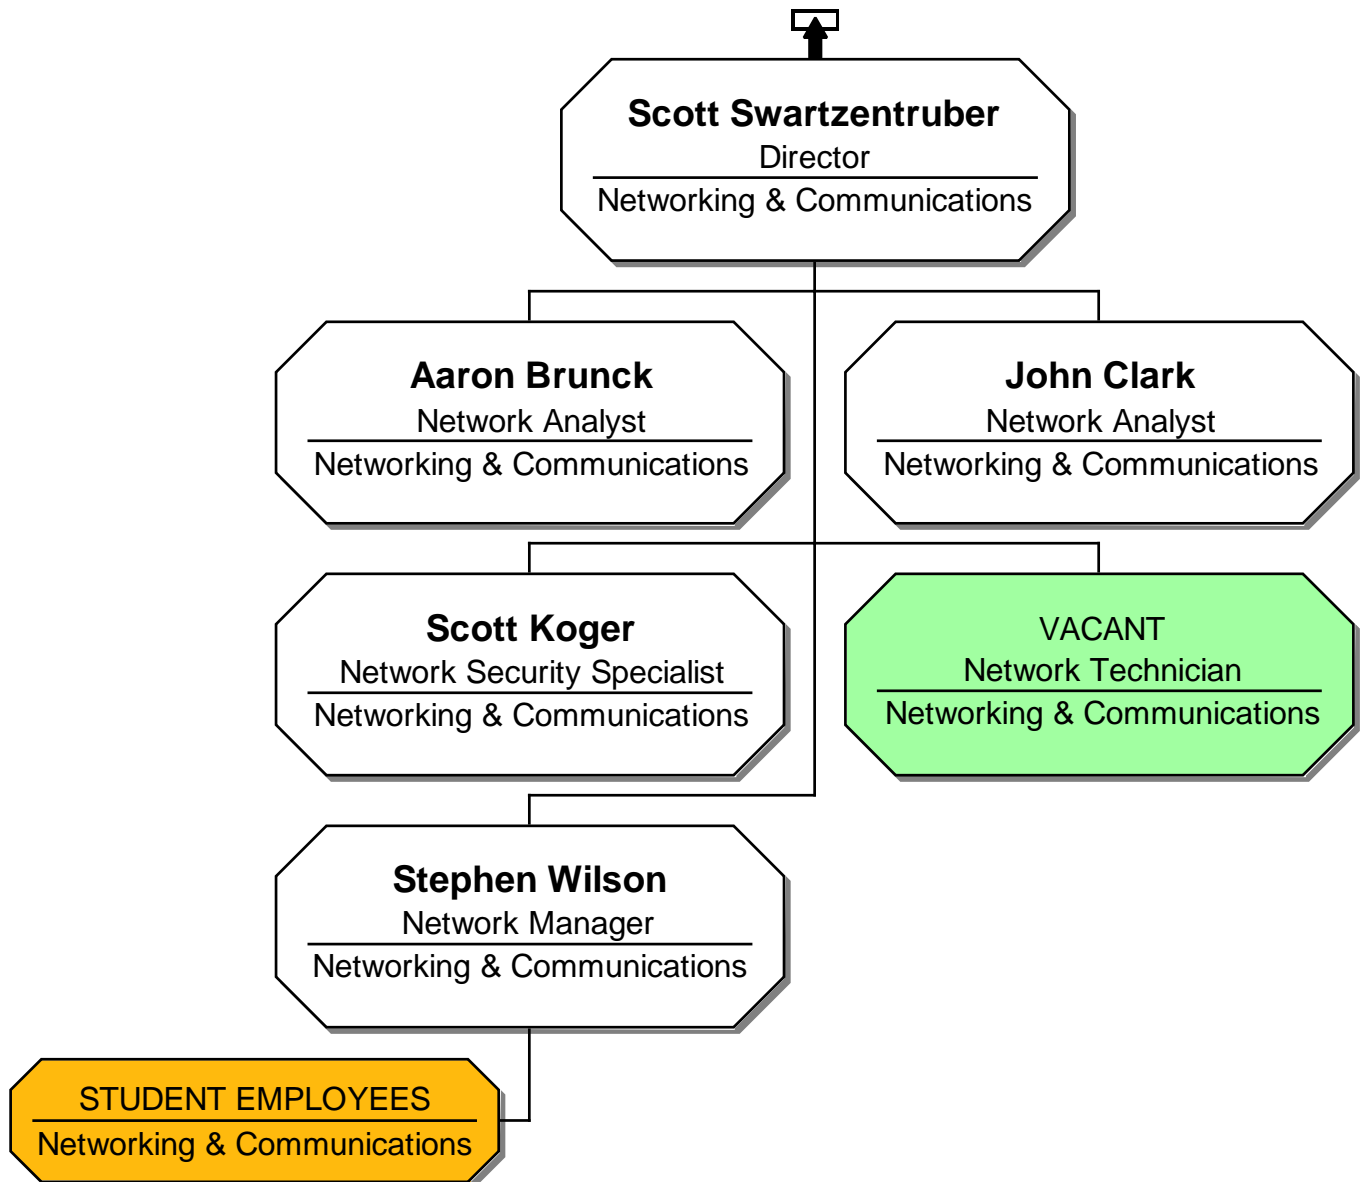 Scott Swartzentruber
Director
Networking & Communications
Aaron Brunck
Network Analyst
Networking & Communications
John Clark
Network Analyst
Networking & Communications
Scott Koger
Network Security Specialist
Networking & Communications
VACANT
Network Technician
Networking & Communications
Stephen Wilson
Network Manager
Networking & Communications
STUDENT EMPLOYEES
Networking & Communications